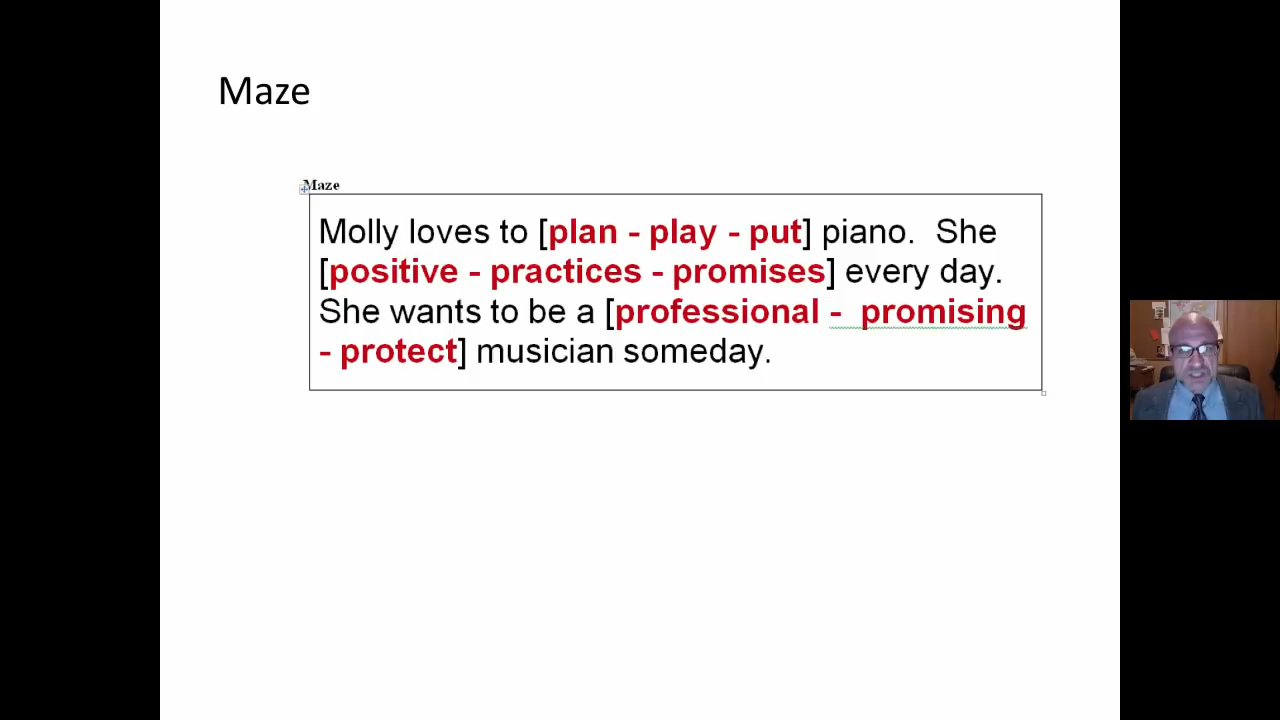 Maze
Maze
Molly loves to [plan - play - put] piano. She
[positive - practices - promises] every day.
She wants to be a [professional - promising
- protect] musician someday.